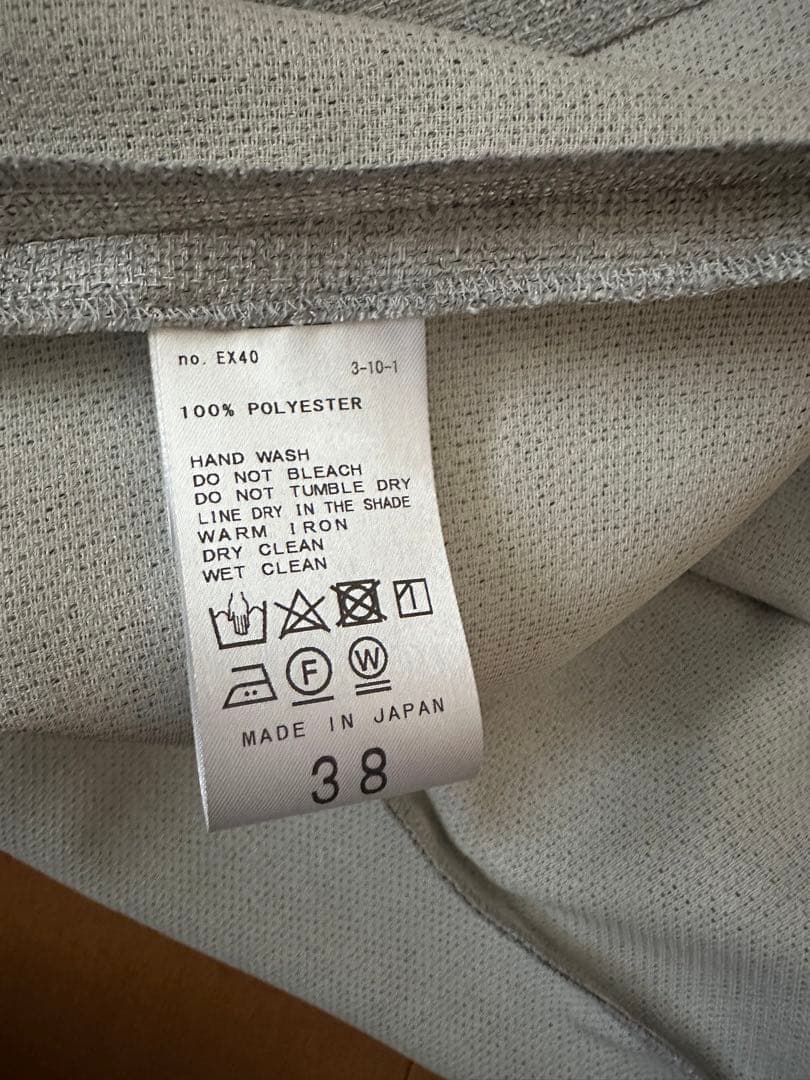 no. EX40
3-10-1
100% POLYESTER
HAND WASH
DO NOT BLEACH
DO NOT TUMBLE DRY
LINE DRY IN THE SHADE
WARM IRON
DRY CLEAN
WET CLEAN
F W
MADE IN JAPAN
38